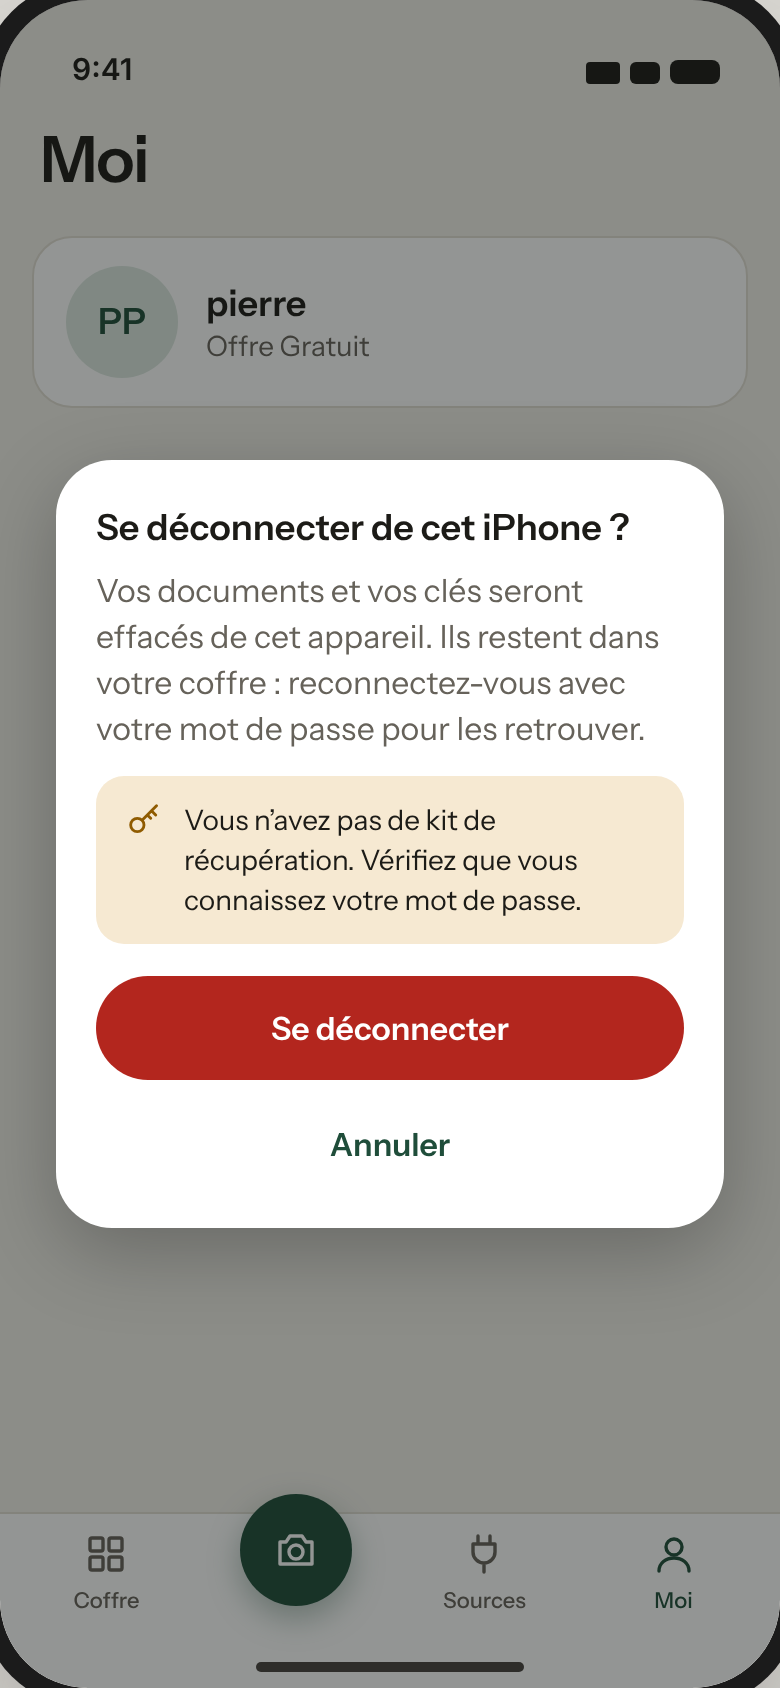 9:41
Moi
PP
pierre
Offre Gratuit
Se déconnecter de cet iPhone ?
Vos documents et vos clés seront
effacés de cet appareil. Ils restent dans
votre coffre : reconnectez-vous avec
votre mot de passe pour les retrouver.
Vous n’avez pas de kit de
récupération. Vérifiez que vous
connaissez votre mot de passe.
Se déconnecter
Annuler
Coffre
Sources
Moi